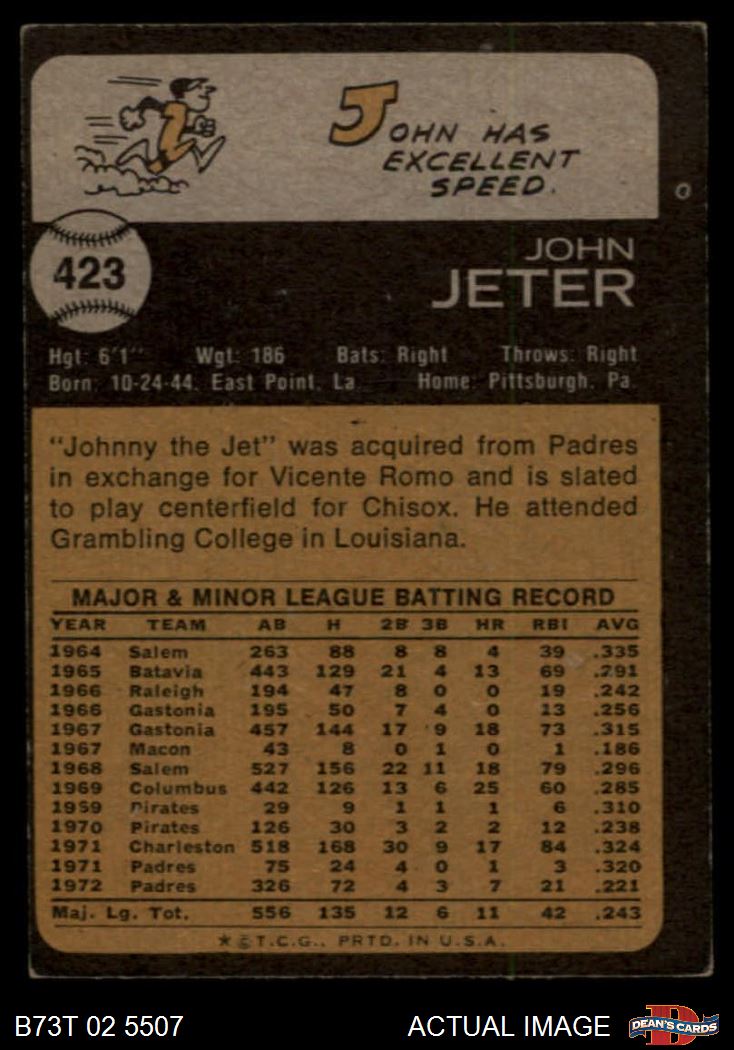 JOHN HAS
EXCELLENT
SPEED.
423
JOHN
JETER
Hgt: 6'1" Wgt: 186 Bats: Right Throws: Right
Born: 10-24-44, East Point, La. Home: Pittsburgh, Pa.
"Johnny the Jet" was acquired from Padres
in exchange for Vicente Romo and is slated
to play centerfield for Chisox. He attended
Grambling College in Louisiana.
MAJOR & MINOR LEAGUE BATTING RECORD
YEAR TEAM AB H 2B 3B HR RBI AVG
1964 Salem 263 88 8 8 4 39 .335
1965 Batavia 443 129 21 4 13 69 .291
1966 Raleigh 194 47 8 0 0 19 .242
1966 Gastonia 195 50 7 4 0 13 .256
1967 Gastonia 457 144 17 9 18 73 .315
1967 Macon 43 8 0 1 0 1 .186
1968 Salem 527 156 22 11 18 79 .296
1969 Columbus 442 126 13 6 25 60 .285
1969 Pirates 29 9 1 1 1 6 .310
1970 Pirates 126 30 3 2 2 12 .238
1971 Charleston 518 168 30 9 17 84 .324
1971 Padres 75 24 4 0 1 3 .320
1972 Padres 326 72 4 3 7 21 .221
Maj. Lg. Tot. 556 135 12 6 11 42 .243
★ © T.C.G., PRTD. IN U.S.A.
B73T 02 5507 ACTUAL IMAGE DEAN'S CARDS